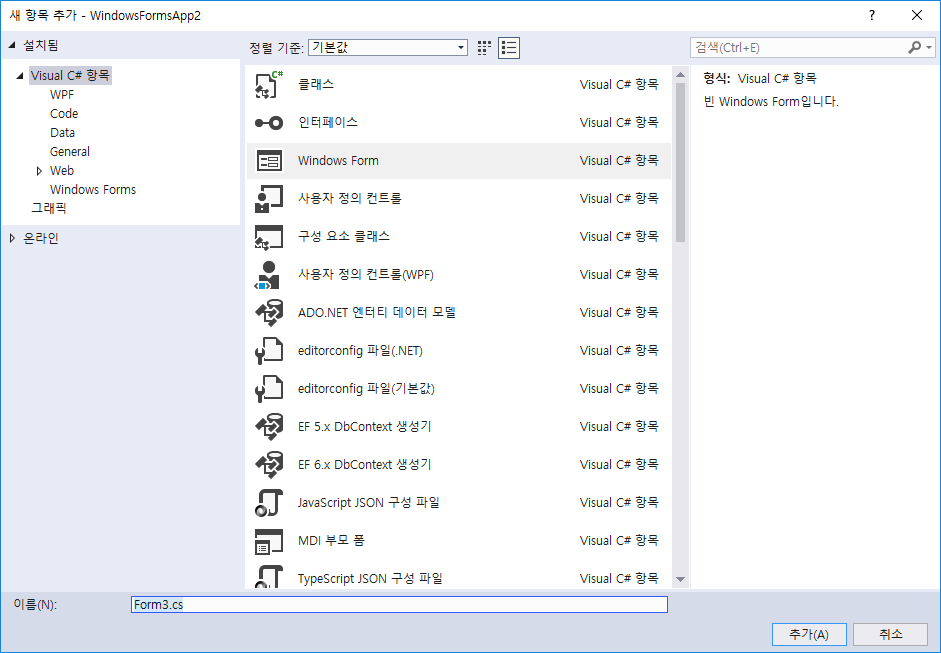 새 항목 추가 - WindowsFormsApp2
?
설치됨
정렬 기준: 기본값
검색(Ctrl+E)
Visual C# 항목
WPF
Code
Data
General
Web
Windows Forms
그래픽
온라인
클래스 Visual C# 항목
인터페이스 Visual C# 항목
Windows Form Visual C# 항목
사용자 정의 컨트롤 Visual C# 항목
구성 요소 클래스 Visual C# 항목
사용자 정의 컨트롤(WPF) Visual C# 항목
ADO.NET 엔터티 데이터 모델 Visual C# 항목
editorconfig 파일(.NET) Visual C# 항목
editorconfig 파일(기본값) Visual C# 항목
EF 5.x DbContext 생성기 Visual C# 항목
EF 6.x DbContext 생성기 Visual C# 항목
JavaScript JSON 구성 파일 Visual C# 항목
MDI 부모 폼 Visual C# 항목
TypeScript JSON 구성 파일 Visual C# 항목
형식: Visual C# 항목
빈 Windows Form입니다.
이름(N): Form3.cs
추가(A) 취소